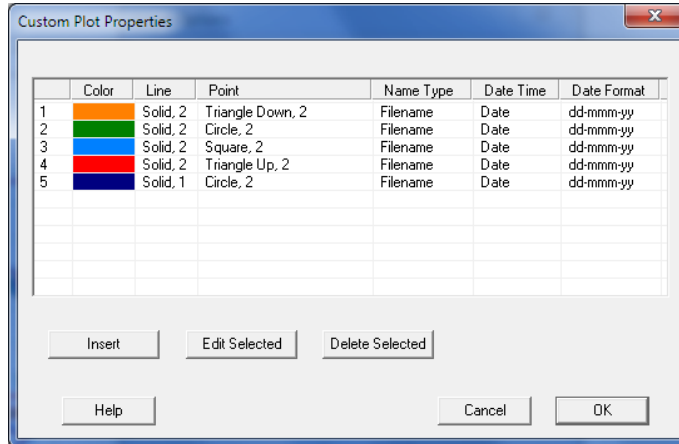 Custom Plot Properties
Color Line Point Name Type Date Time Date Format
1 Solid, 2 Triangle Down, 2 Filename Date dd-mmm-yy
2 Solid, 2 Circle, 2 Filename Date dd-mmm-yy
3 Solid, 2 Square, 2 Filename Date dd-mmm-yy
4 Solid, 2 Triangle Up, 2 Filename Date dd-mmm-yy
5 Solid, 1 Circle, 2 Filename Date dd-mmm-yy
Insert Edit Selected Delete Selected
Help Cancel OK